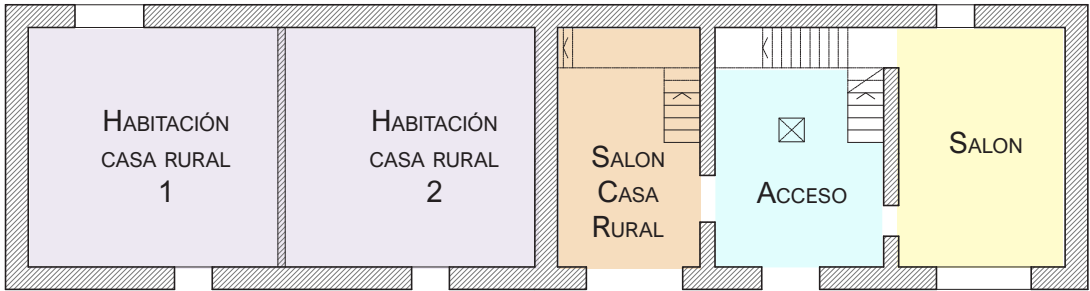 HABITACIÓN
CASA RURAL
1
HABITACIÓN
CASA RURAL
2
SALON
CASA
RURAL
ACCESO
SALON